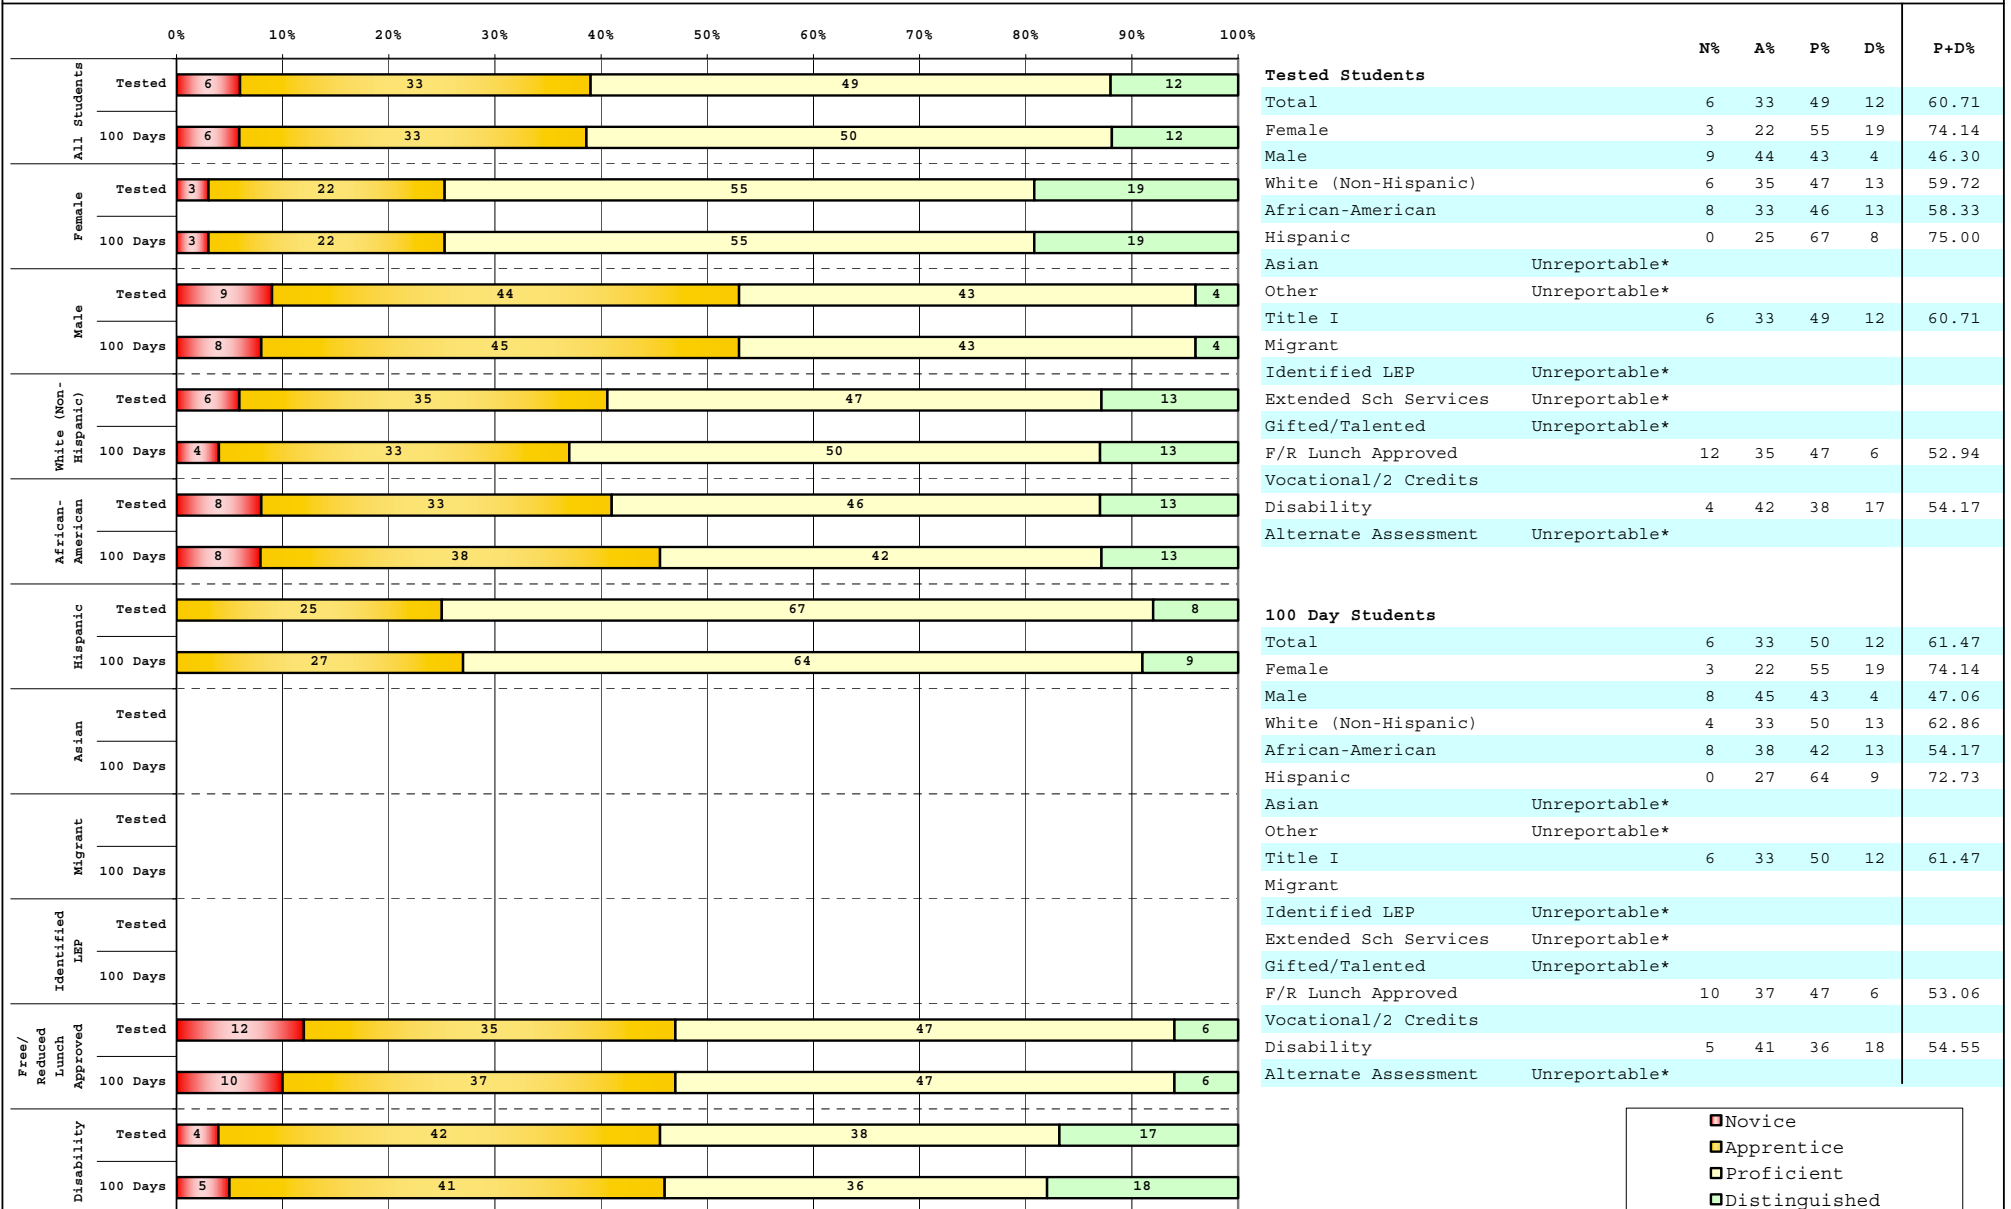 0% 10% 20% 30% 40% 50% 60% 70% 80% 90% 100%
All Students
Tested 6 33 49 12
100 Days 6 33 50 12
Female
Tested 3 22 55 19
100 Days 3 22 55 19
Male
Tested 9 44 43 4
100 Days 8 45 43 4
White (Non-
Hispanic)
Tested 6 35 47 13
100 Days 4 33 50 13
African-
American
Tested 8 33 46 13
100 Days 8 38 42 13
Hispanic
Tested 25 67 8
100 Days 27 64 9
Asian
Tested
100 Days
Migrant
Tested
100 Days
Identified
LEP
Tested
100 Days
Free/
Reduced
Lunch
Approved
Tested 12 35 47 6
100 Days 10 37 47 6
Disability
Tested 4 42 38 17
100 Days 5 41 36 18
N% A% P% D% P+D%
Tested Students
Total 6 33 49 12 60.71
Female 3 22 55 19 74.14
Male 9 44 43 4 46.30
White (Non-Hispanic) 6 35 47 13 59.72
African-American 8 33 46 13 58.33
Hispanic 0 25 67 8 75.00
Asian Unreportable*
Other Unreportable*
Title I 6 33 49 12 60.71
Migrant
Identified LEP Unreportable*
Extended Sch Services Unreportable*
Gifted/Talented Unreportable*
F/R Lunch Approved 12 35 47 6 52.94
Vocational/2 Credits
Disability 4 42 38 17 54.17
Alternate Assessment Unreportable*
100 Day Students
Total 6 33 50 12 61.47
Female 3 22 55 19 74.14
Male 8 45 43 4 47.06
White (Non-Hispanic) 4 33 50 13 62.86
African-American 8 38 42 13 54.17
Hispanic 0 27 64 9 72.73
Asian Unreportable*
Other Unreportable*
Title I 6 33 50 12 61.47
Migrant
Identified LEP Unreportable*
Extended Sch Services Unreportable*
Gifted/Talented Unreportable*
F/R Lunch Approved 10 37 47 6 53.06
Vocational/2 Credits
Disability 5 41 36 18 54.55
Alternate Assessment Unreportable*
Novice
Apprentice
Proficient
Distinguished